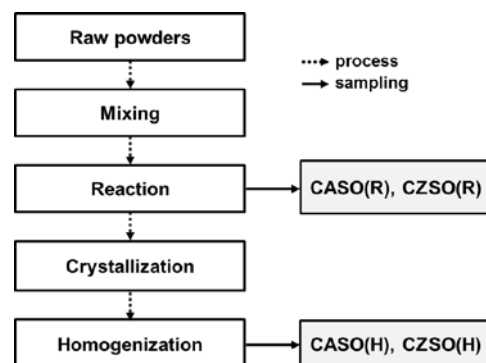 Raw powders
process
sampling
Mixing
Reaction
CASO(R), CZSO(R)
Crystallization
Homogenization
CASO(H), CZSO(H)